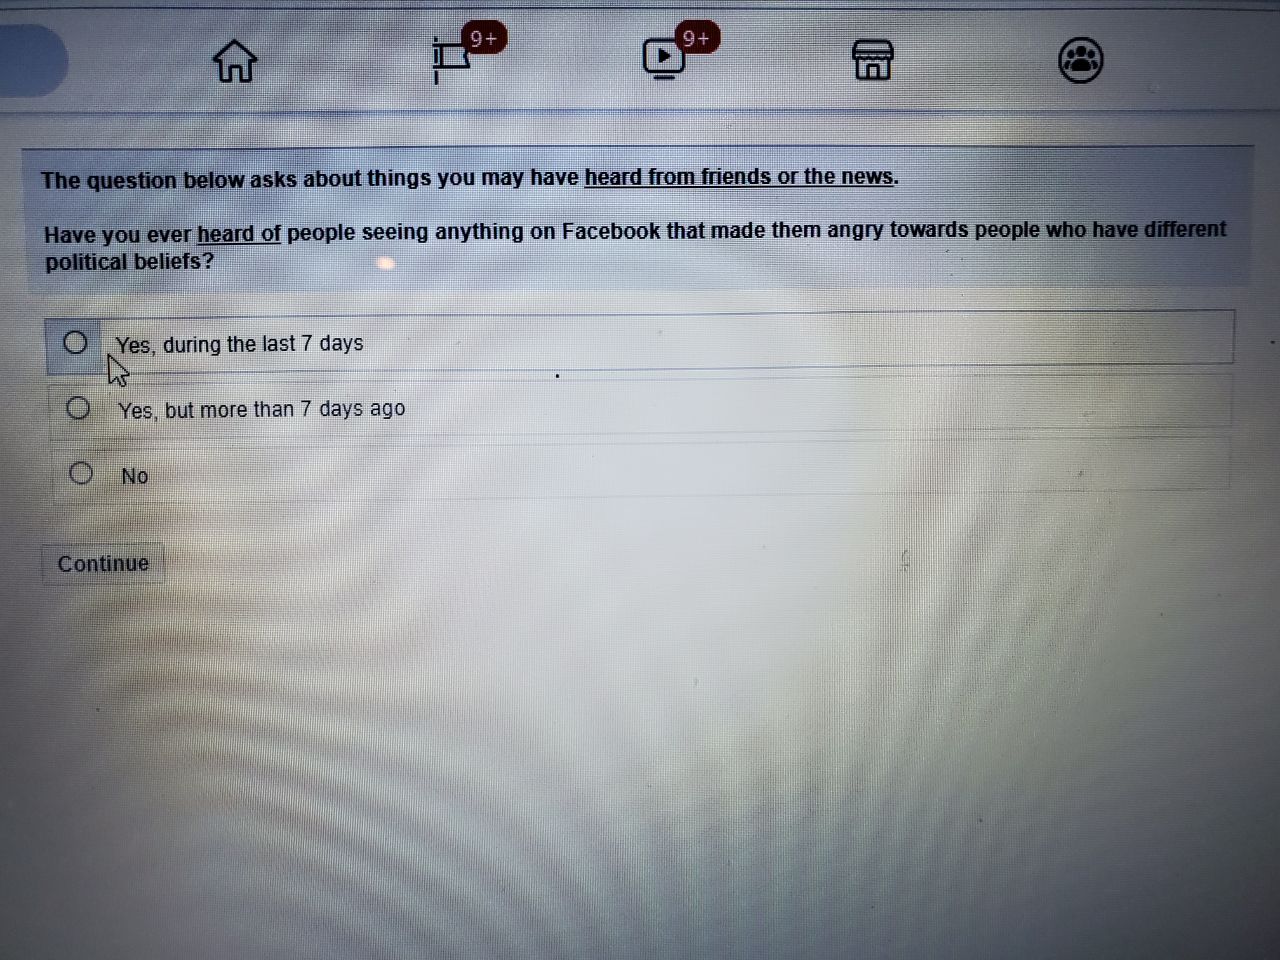 9+
9+
The question below asks about things you may have heard from friends or the news.
Have you ever heard of people seeing anything on Facebook that made them angry towards people who have different
political beliefs?
Yes, during the last 7 days
Yes, but more than 7 days ago
No
Continue